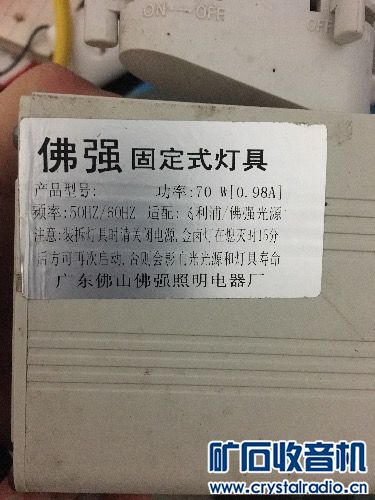 ON OFF
佛强 固定式灯具
产品型号: 功率:70 W[0.98A]
频率:50HZ/60HZ 适配: 飞利浦/佛强光源
注意:装拆灯具时请关闭电源,金卤灯在熄灭时15分
后方可再次启动,否则会影响光源和灯具寿命
广东佛山佛强照明电器厂
矿石收音机
www.crystalradio.cn